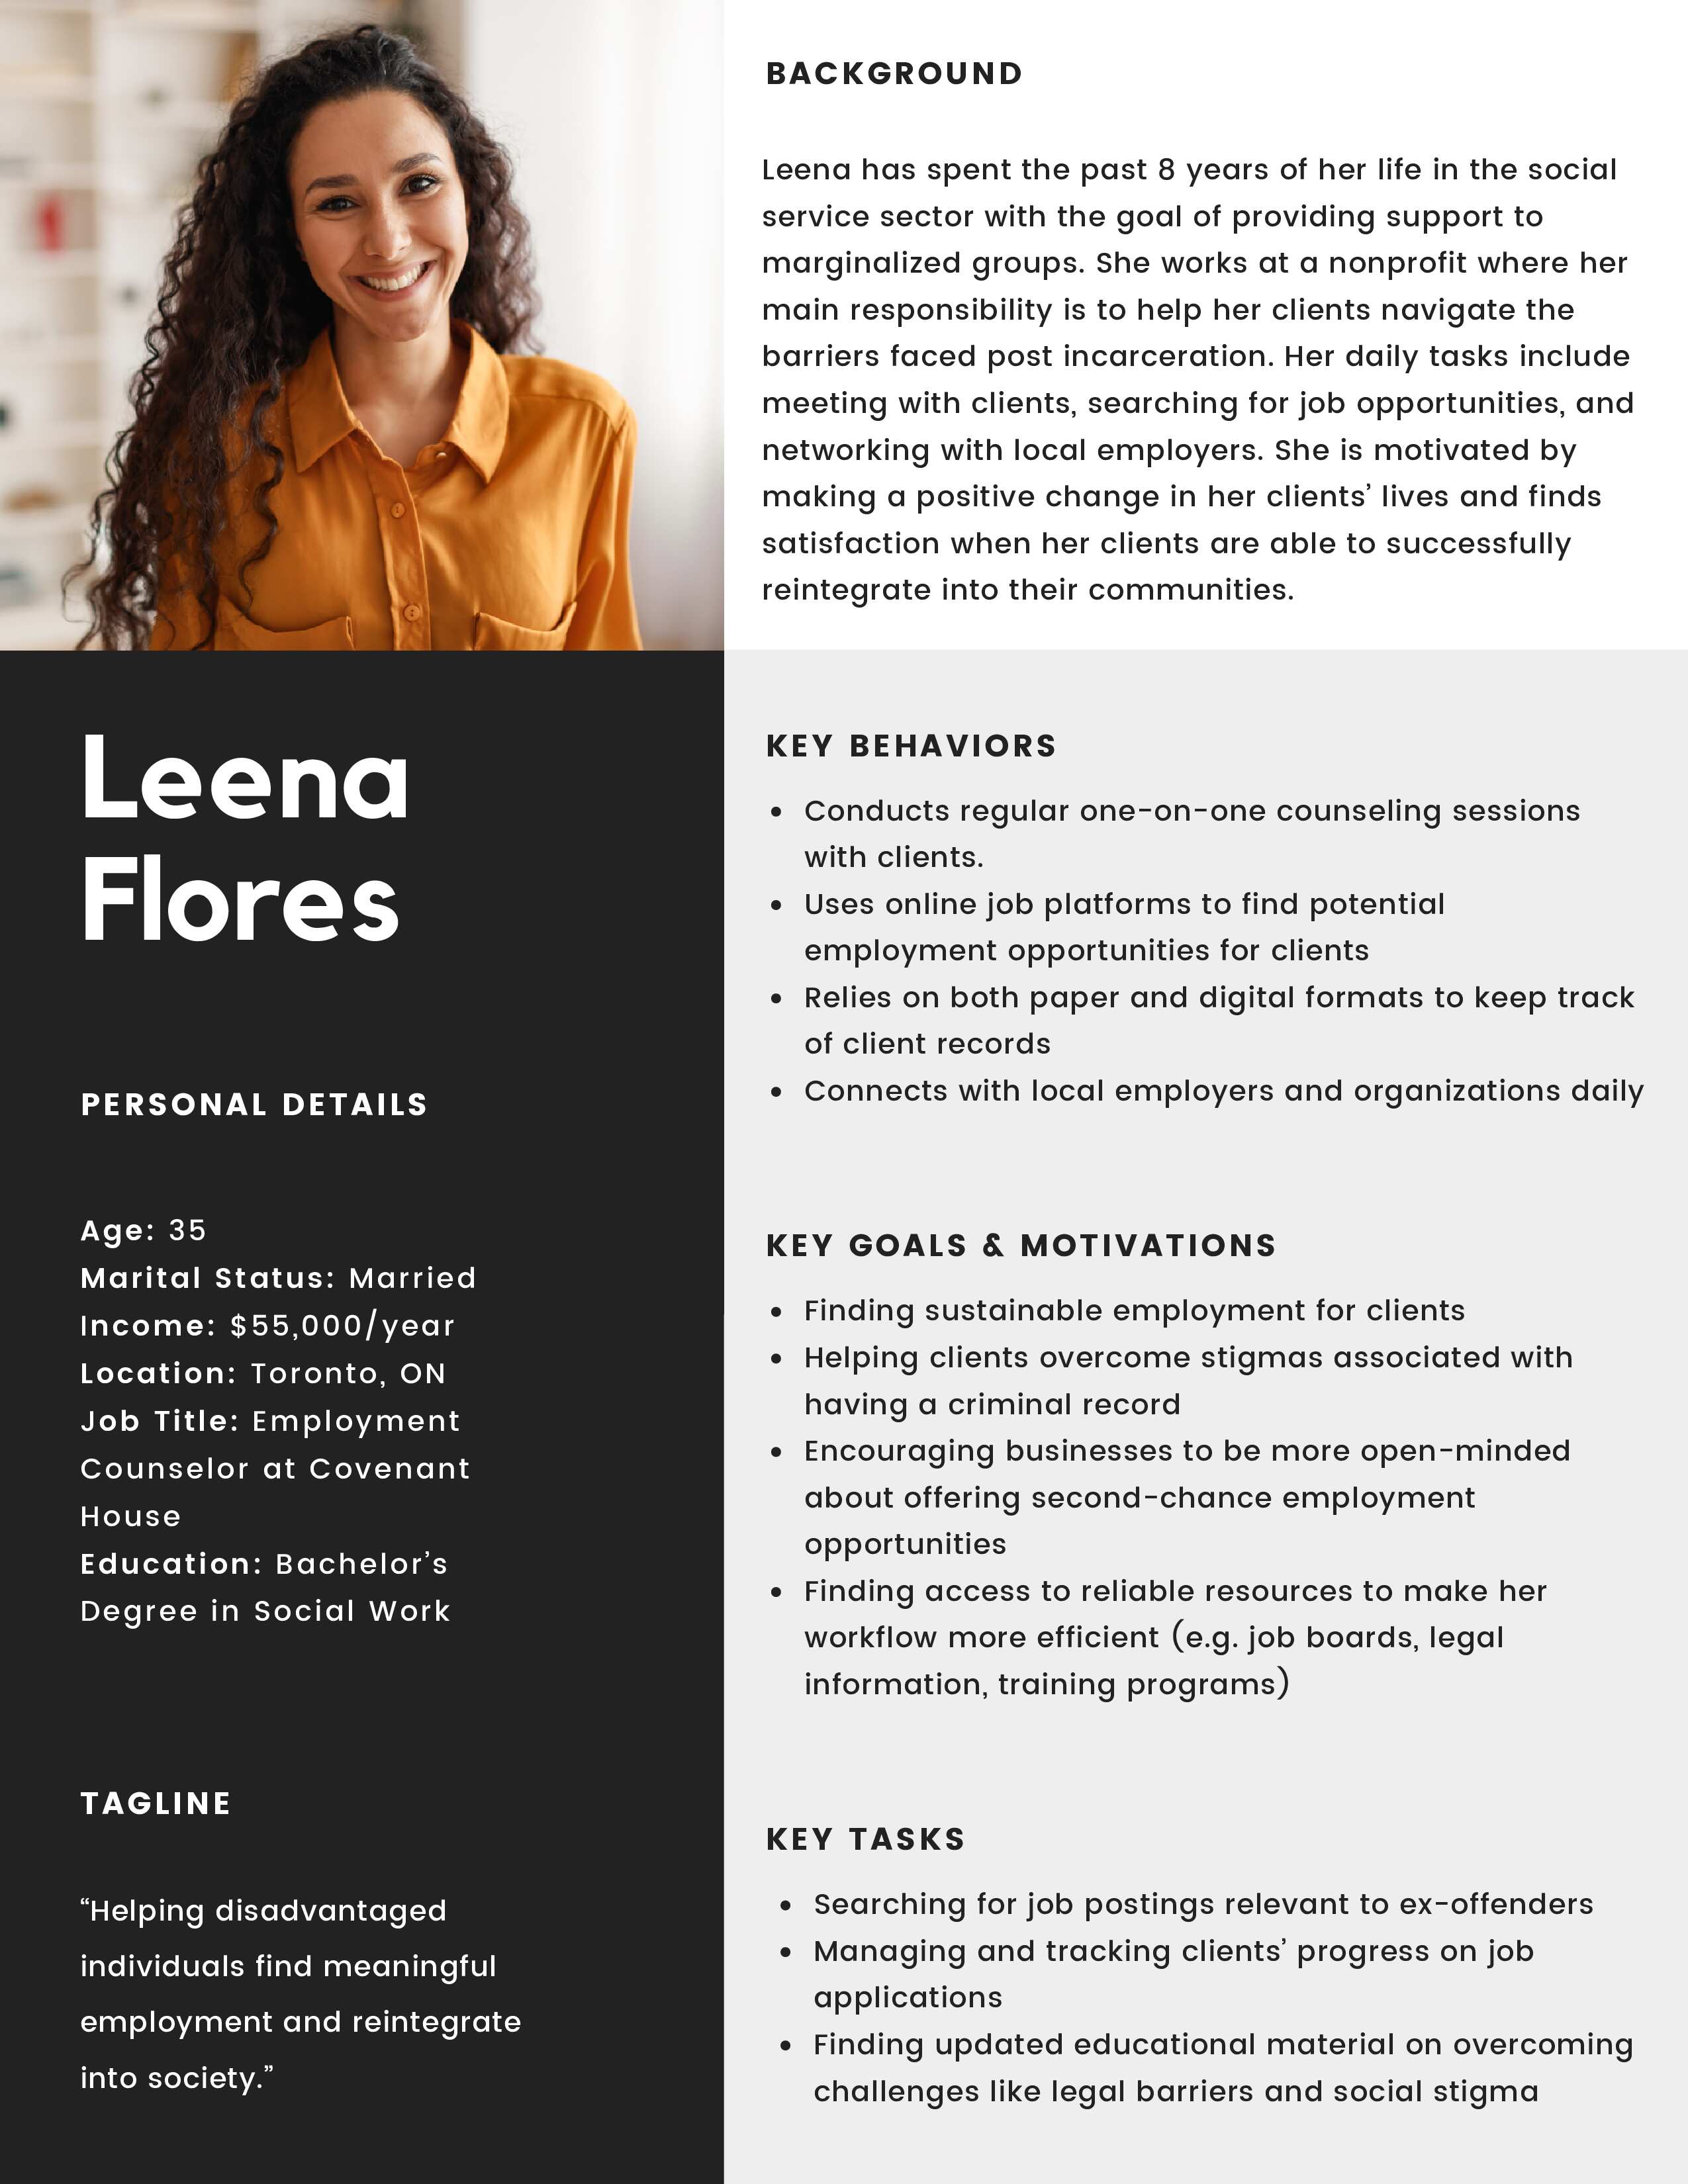 BACKGROUND
Leena has spent the past 8 years of her life in the social
service sector with the goal of providing support to
marginalized groups. She works at a nonprofit where her
main responsibility is to help her clients navigate the
barriers faced post incarceration. Her daily tasks include
meeting with clients, searching for job opportunities, and
networking with local employers. She is motivated by
making a positive change in her clients’ lives and finds
satisfaction when her clients are able to successfully
reintegrate into their communities.
Leena
Flores
PERSONAL DETAILS
Age: 35
Marital Status: Married
Income: $55,000/year
Location: Toronto, ON
Job Title: Employment
Counselor at Covenant
House
Education: Bachelor’s
Degree in Social Work
TAGLINE
“Helping disadvantaged
individuals find meaningful
employment and reintegrate
into society.”
KEY BEHAVIORS
• Conducts regular one-on-one counseling sessions
with clients.
• Uses online job platforms to find potential
employment opportunities for clients
• Relies on both paper and digital formats to keep track
of client records
• Connects with local employers and organizations daily
KEY GOALS & MOTIVATIONS
• Finding sustainable employment for clients
• Helping clients overcome stigmas associated with
having a criminal record
• Encouraging businesses to be more open-minded
about offering second-chance employment
opportunities
• Finding access to reliable resources to make her
workflow more efficient (e.g. job boards, legal
information, training programs)
KEY TASKS
• Searching for job postings relevant to ex-offenders
• Managing and tracking clients’ progress on job
applications
• Finding updated educational material on overcoming
challenges like legal barriers and social stigma